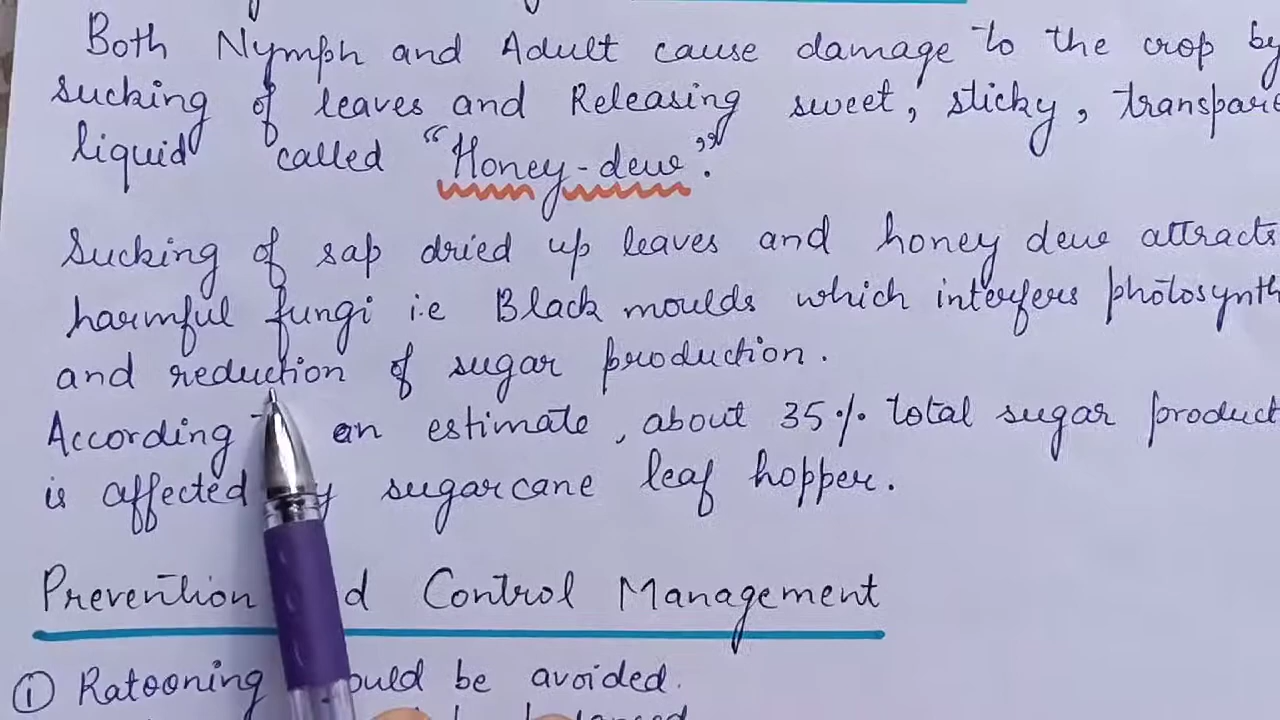 Both Nymph and Adult cause damage to the crop by
sucking of leaves and Releasing sweet, sticky, transpare
liquid called "Honey-dew".
Sucking of sap dried up leaves and honey dew attracts
harmful fungi i.e Black moulds which interfers photosynth
and reduction of sugar production.
According an estimate, about 35% total sugar product
is affected y sugarcane leaf hopper.
Prevention d Control Management
① Ratooning ould be avoided.
balanced